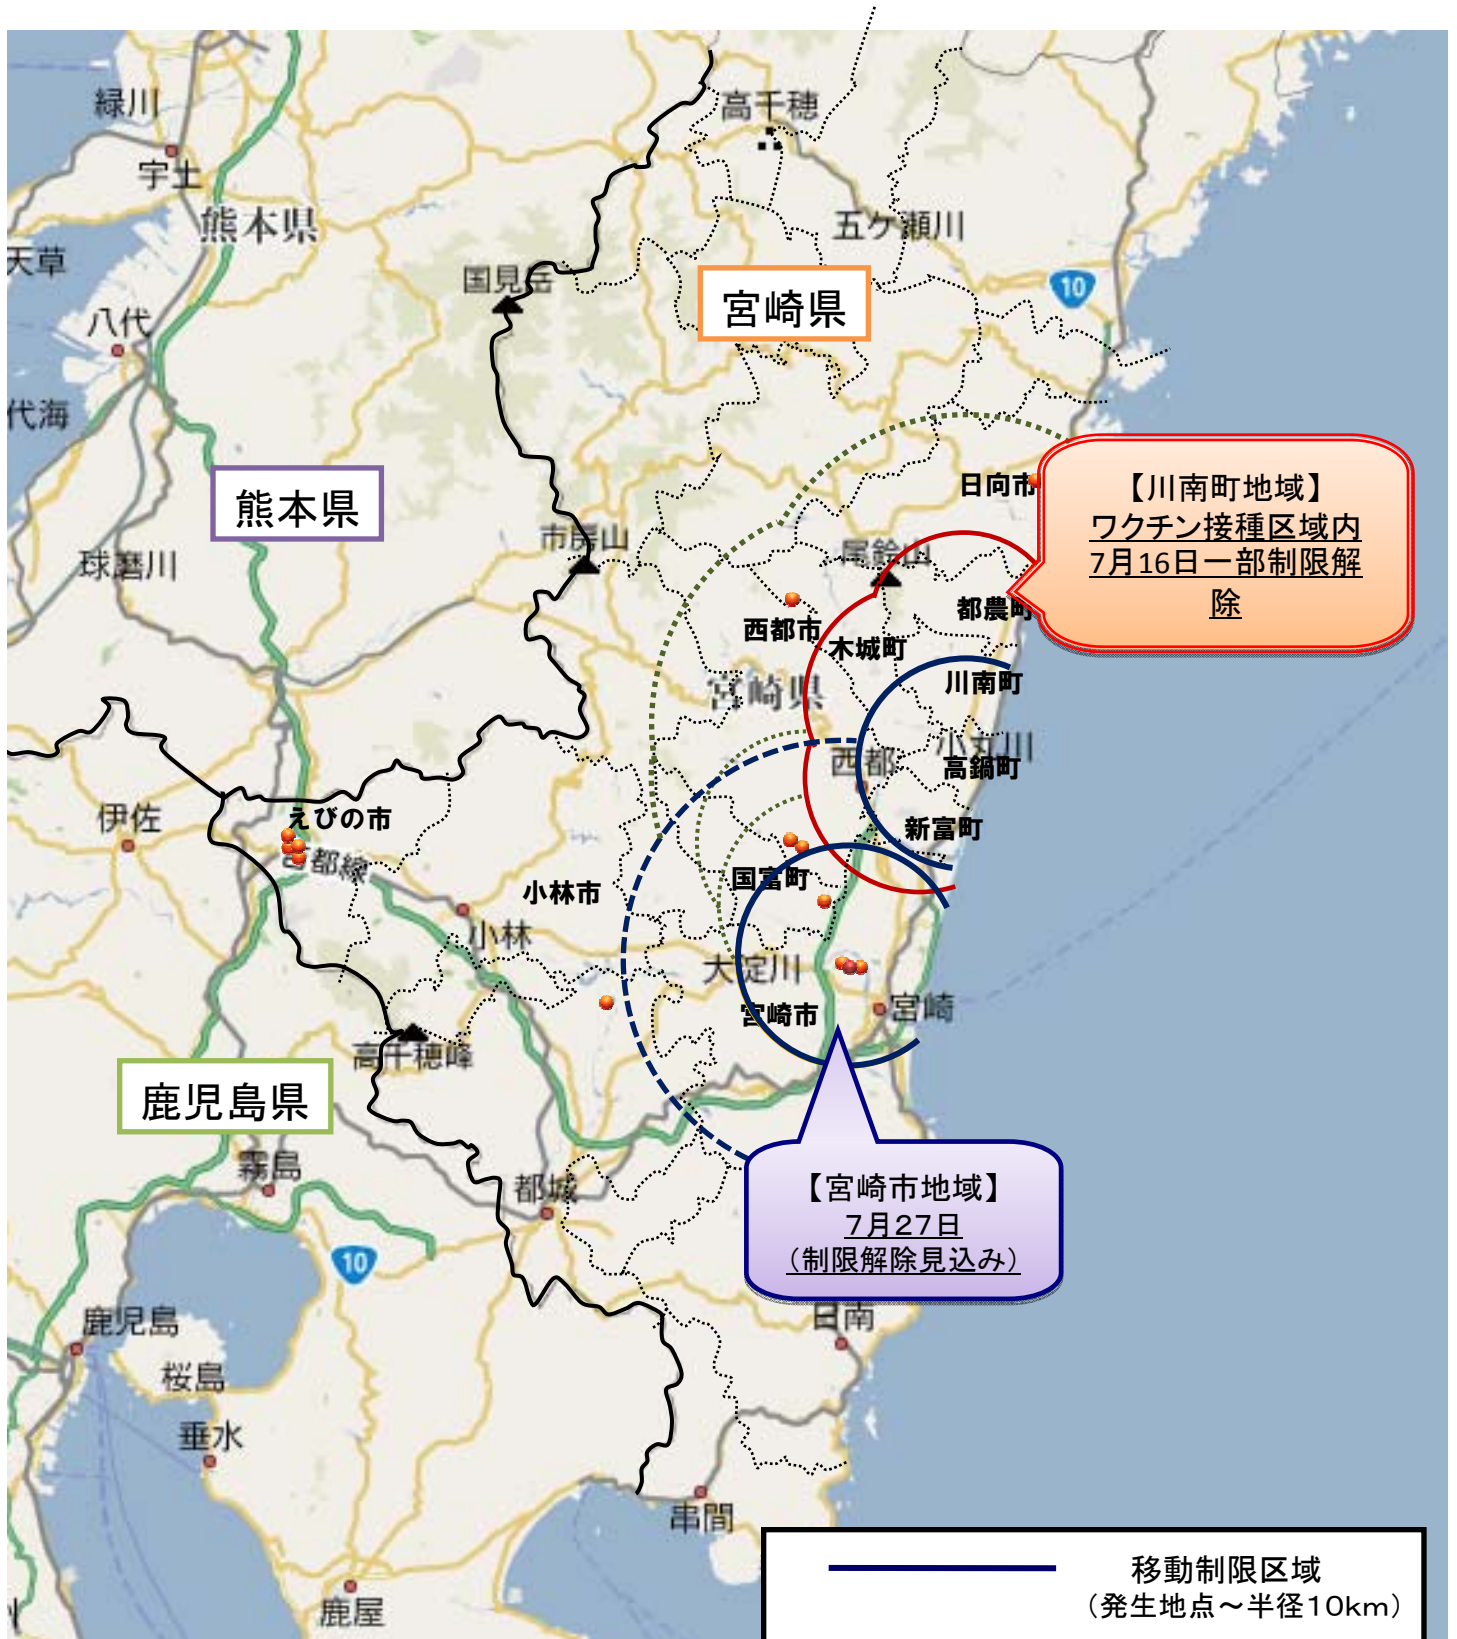 高千穂
緑川
宇土
熊本県
五ケ瀬川
天草
国見岳
10
宮崎県
八代
代海
熊本県
日向市
【川南町地域】
ワクチン接種区域内
7月16日一部制限解
除
市房山
尾鈴山
球磨川
都農町
西都市
木城町
川南町
宮崎県
小丸川
西都
高鍋町
えびの市
伊佐
新富町
吉都線
国富町
小林市
小林
大淀川
宮崎市
宮崎
高千穂峰
鹿児島県
霧島
都城
【宮崎市地域】
7月27日
(制限解除見込み)
10
日南
鹿児島
桜島
垂水
串間
移動制限区域
(発生地点～半径10km)
鹿屋